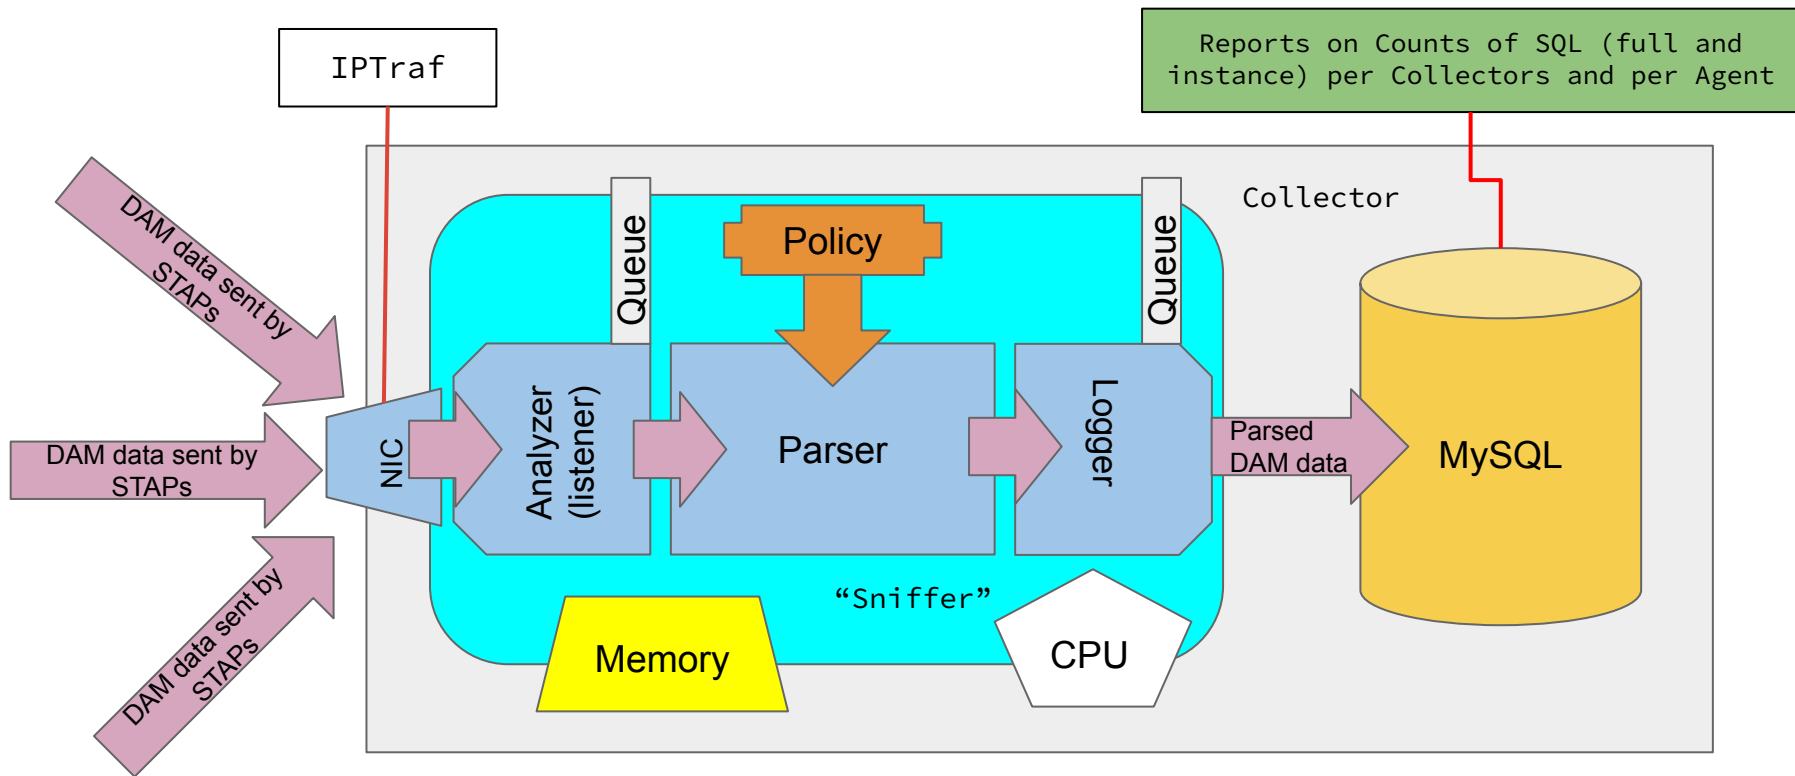 IPTraf
Reports on Counts of SQL (full and
instance) per Collectors and per Agent
Collector
DAM data sent by
STAPs
DAM data sent by
STAPs
DAM data sent by
STAPs
NIC
Analyzer
(listener)
Queue
Policy
Parser
Queue
Logger
Parsed
DAM data
MySQL
“Sniffer”
Memory
CPU